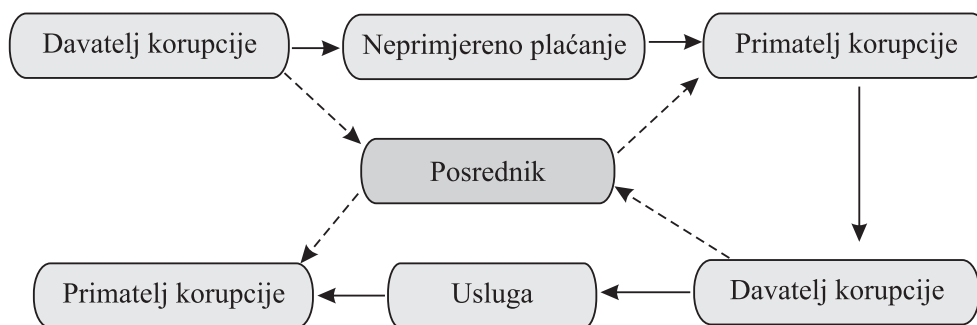 Davatelj korupcije
Neprimjereno plaćanje
Primatelj korupcije
Posrednik
Primatelj korupcije
Usluga
Davatelj korupcije